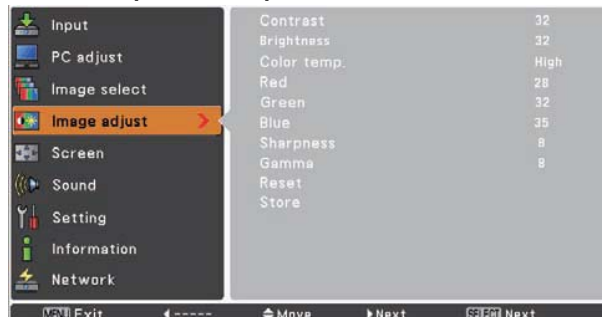 Input
PC adjust
Image select
Image adjust
Screen
Sound
Setting
Information
Network
Contrast 32
Brightness 32
Color temp. High
Red 28
Green 32
Blue 35
Sharpness 8
Gamma 8
Reset
Store
MENU Exit ◀ ----- ◆ Move ▶ Next SELECT Next